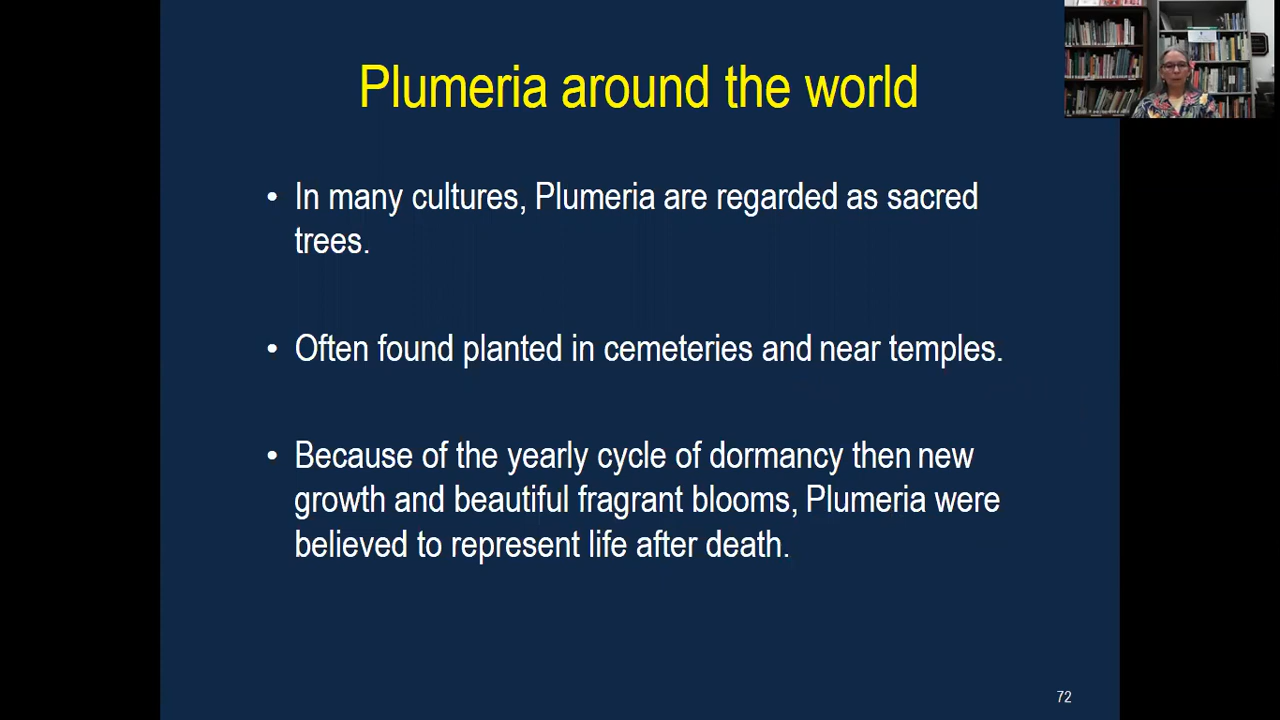 Plumeria around the world
• In many cultures, Plumeria are regarded as sacred
trees.
• Often found planted in cemeteries and near temples.
• Because of the yearly cycle of dormancy then new
growth and beautiful fragrant blooms, Plumeria were
believed to represent life after death.
72